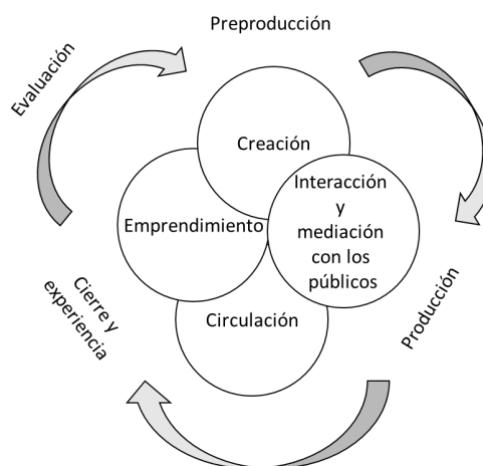 Preproducción
Evaluación
Creación
Interacción
y
mediación
con los
públicos
Emprendimiento
Circulación
Producción
Cierre y
experiencia